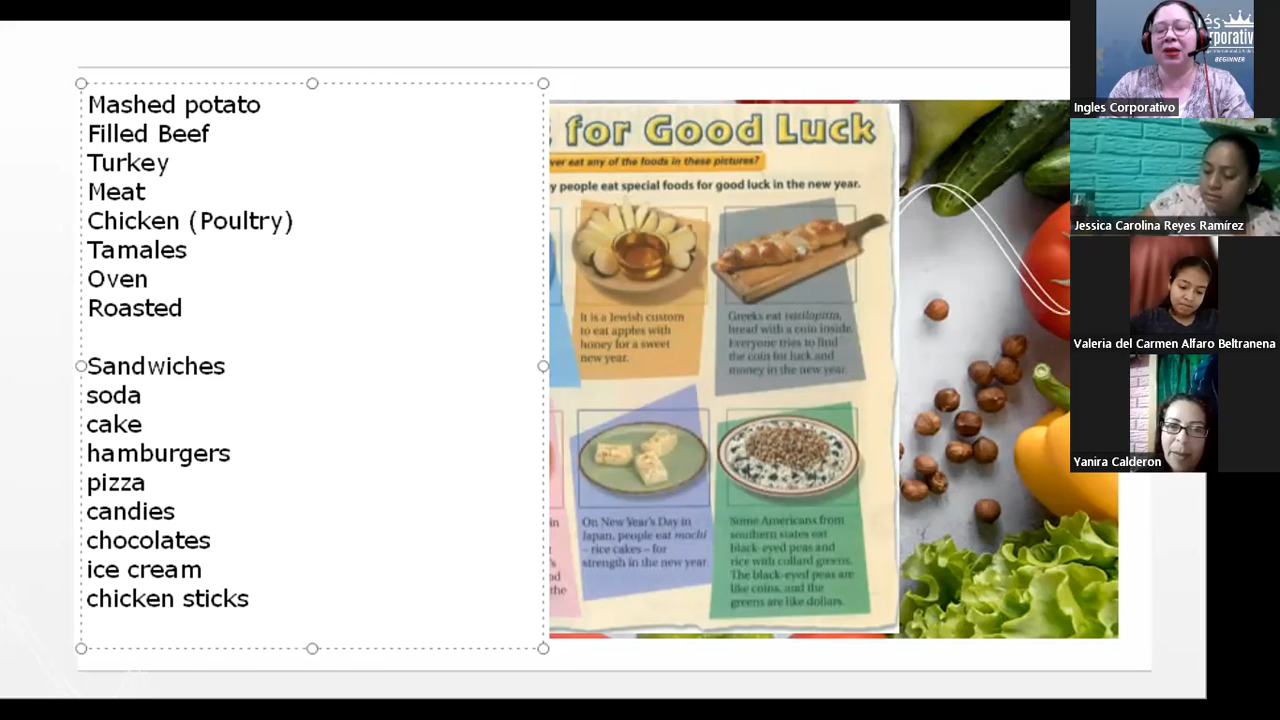 Mashed potato
Filled Beef
Turkey
Meat
Chicken (Poultry)
Tamales
Oven
Roasted
Sandwiches
soda
cake
hamburgers
pizza
candies
chocolates
ice cream
chicken sticks
for Good Luck
ver eat any of the foods in these pictures?
y people eat special foods for good luck in the new year.
It is a Jewish custom
to eat apples with
honey for a sweet
new year.
Greeks eat vasilopitta,
bread with a coin inside.
Everyone tries to find
the coin for luck and
money in the new year.
in
the
On New Year's Day in
Japan, people eat mochi
– rice cakes – for
strength in the new year.
Some Americans from
southern states eat
black-eyed peas and
rice with collard greens.
The black-eyed peas are
like coins, and the
greens are like dollars.
és
BEGINNER
Ingles Corporativo
Jessica Carolina Reyes Ramírez
Valeria del Carmen Alfaro Beltranena
Yanira Calderon